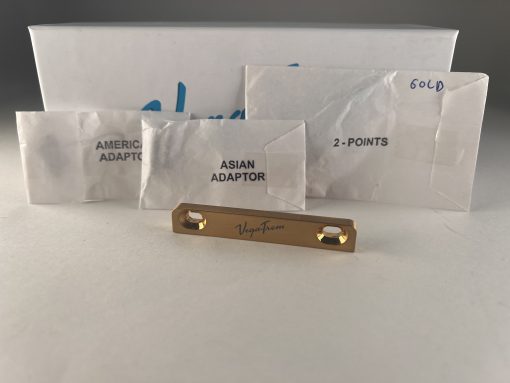 GOLD
2 - POINTS
AMERICA
ADAPTO
ASIAN
ADAPTOR
VegaTrem